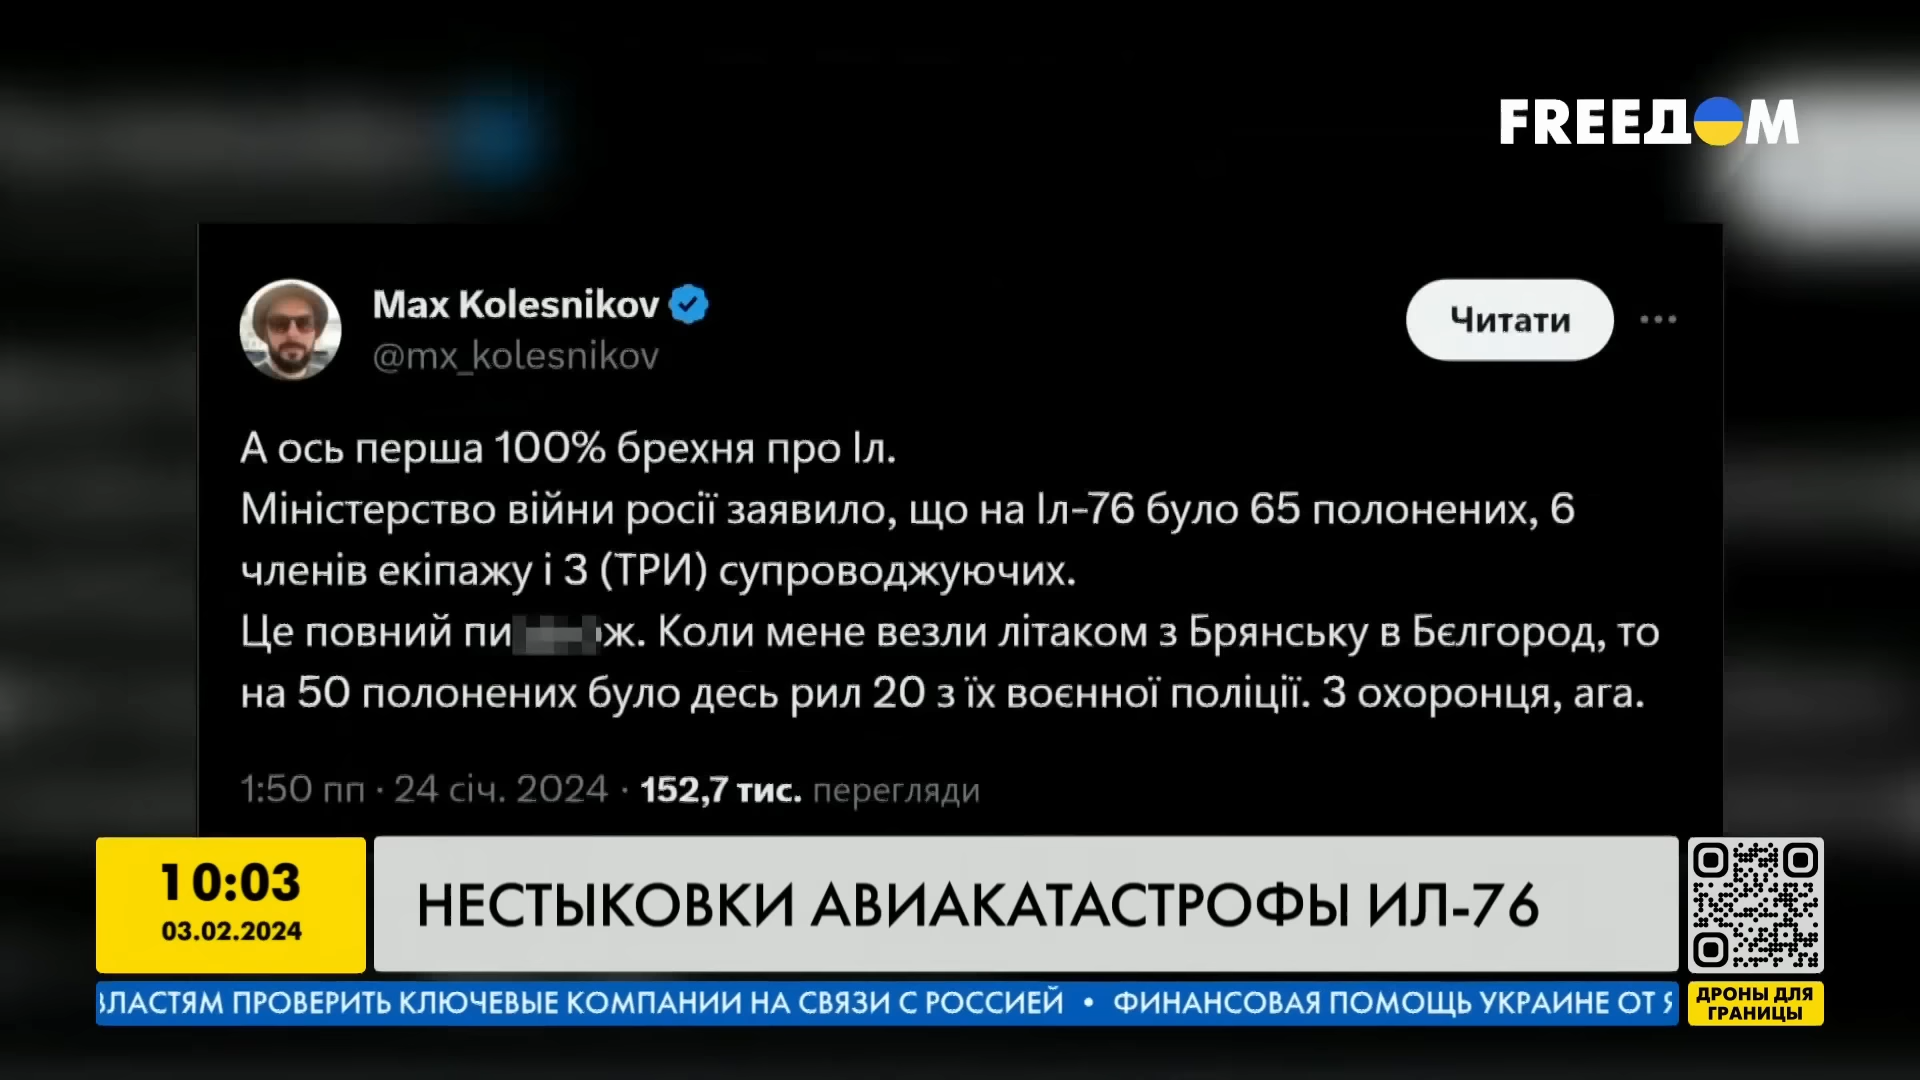 FREEДOM
Max Kolesnikov
@mx_kolesnikov
Читати
А ось перша 100% брехня про Іл.
Міністерство війни росії заявило, що на Іл-76 було 65 полонених, 6
членів екіпажу і 3 (ТРИ) супроводжуючих.
Це повний пи ж. Коли мене везли літаком з Брянську в Бєлгород, то
на 50 полонених було десь рил 20 з їх воєнної поліції. 3 охоронця, ага.
1:50 пп · 24 січ. 2024 · 152,7 тис. перегляди
10:03
03.02.2024
НЕСТЫКОВКИ АВИАКАТАСТРОФЫ ИЛ-76
ВЛАСТЯМ ПРОВЕРИТЬ КЛЮЧЕВЫЕ КОМПАНИИ НА СВЯЗИ С РОССИЕЙ • ФИНАНСОВАЯ ПОМОЩЬ УКРАИНЕ ОТ Я
ДРОНЫ ДЛЯ
ГРАНИЦЫ